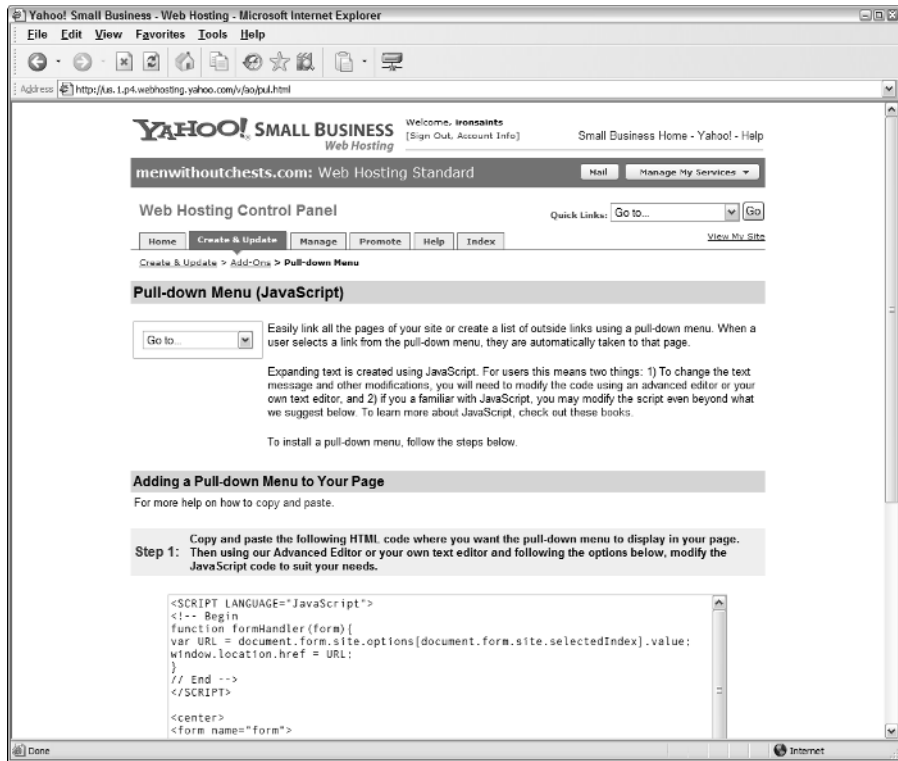 Yahoo! Small Business - Web Hosting - Microsoft Internet Explorer
File Edit View Favorites Tools Help
Address http://us.1.p4.webhosting.yahoo.com/v/ao/pul.html
YAHOO! SMALL BUSINESS
Web Hosting
Welcome, ironsaints
[Sign Out, Account Info]
Small Business Home - Yahoo! - Help
menwithoutchests.com: Web Hosting Standard
Mail
Manage My Services
Web Hosting Control Panel
Quick Links: Go to... Go
Home Create & Update Manage Promote Help Index
View My Site
Create & Update > Add-Ons > Pull-down Menu
Pull-down Menu (JavaScript)
Go to...
Easily link all the pages of your site or create a list of outside links using a pull-down menu. When a
user selects a link from the pull-down menu, they are automatically taken to that page.
Expanding text is created using JavaScript. For users this means two things: 1) To change the text
message and other modifications, you will need to modify the code using an advanced editor or your
own text editor, and 2) if you a familiar with JavaScript, you may modify the script even beyond what
we suggest below. To learn more about JavaScript, check out these books.
To install a pull-down menu, follow the steps below.
Adding a Pull-down Menu to Your Page
For more help on how to copy and paste.
Step 1:
Copy and paste the following HTML code where you want the pull-down menu to display in your page.
Then using our Advanced Editor or your own text editor and following the options below, modify the
JavaScript code to suit your needs.
<SCRIPT LANGUAGE="JavaScript">
<!-- Begin
function formHandler(form){
var URL = document.form.site.options[document.form.site.selectedIndex].value;
window.location.href = URL;
}
// End -->
</SCRIPT>
<center>
<form name="form">
Done
Internet